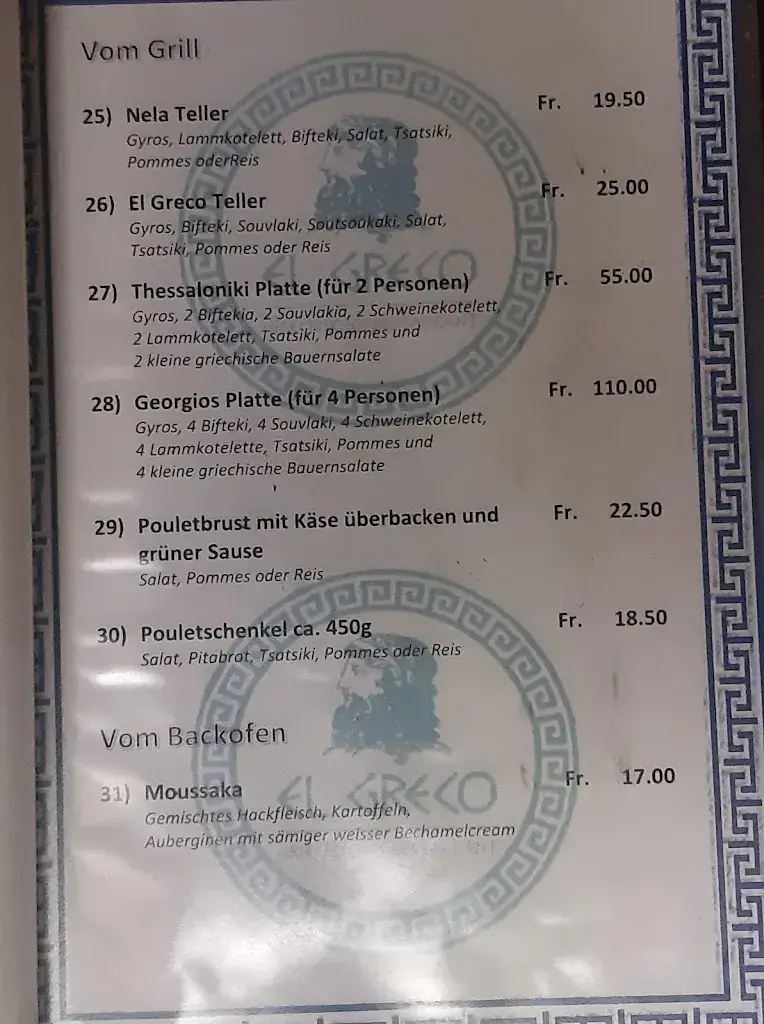 Vom Grill
25) Nela Teller Fr. 19.50
Gyros, Lammkotelett, Bifteki, Salat, Tsatsiki,
Pommes oderReis
26) El Greco Teller Fr. 25.00
Gyros, Bifteki, Souvlaki, Soutsoukaki, Salat,
Tsatsiki, Pommes oder Reis
EL GRECO
27) Thessaloniki Platte (für 2 Personen) Fr. 55.00
Gyros, 2 Biftekia, 2 Souvlakia, 2 Schweinekotelett,
2 Lammkotelett, Tsatsiki, Pommes und
2 kleine griechische Bauernsalate
28) Georgios Platte (für 4 Personen) Fr. 110.00
Gyros, 4 Bifteki, 4 Souvlaki, 4 Schweinekotelett,
4 Lammkotelette, Tsatsiki, Pommes und
4 kleine griechische Bauernsalate
29) Pouletbrust mit Käse überbacken und Fr. 22.50
grüner Sause
Salat, Pommes oder Reis
30) Pouletschenkel ca. 450g Fr. 18.50
Salat, Pitabrot, Tsatsiki, Pommes oder Reis
Vom Backofen
31) Moussaka Fr. 17.00
EL GRECO
Gemischtes Hackfleisch, Kartoffeln,
Auberginen mit sämiger weisser Bechamelcream